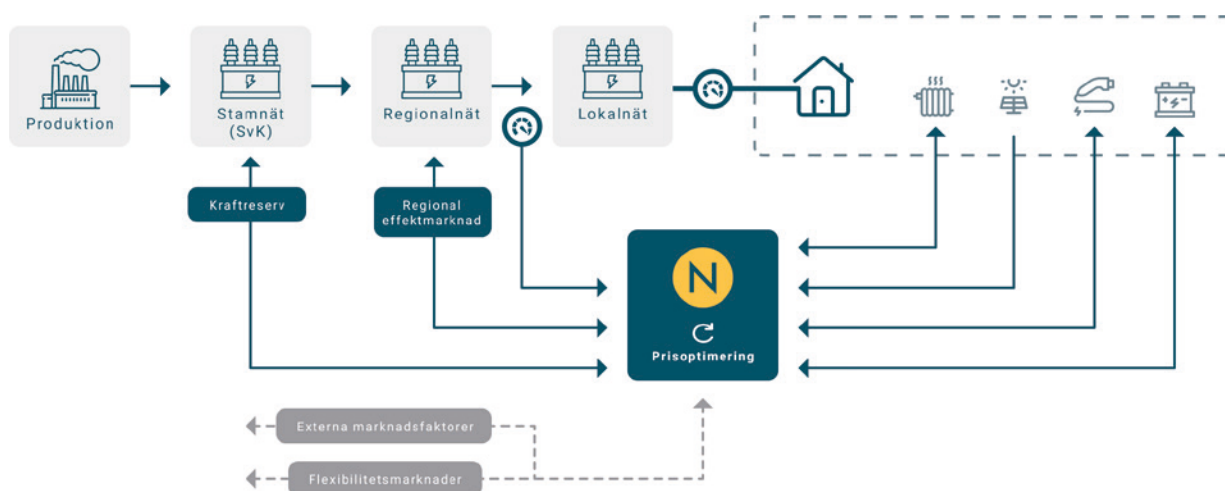 Produktion
Stamnät
(SvK)
Regionalnät
Lokalnät
Kraftreserv
Regional
effektmarknad
N
Prisoptimering
Externa marknadsfaktorer
Flexibilitetsmarknader